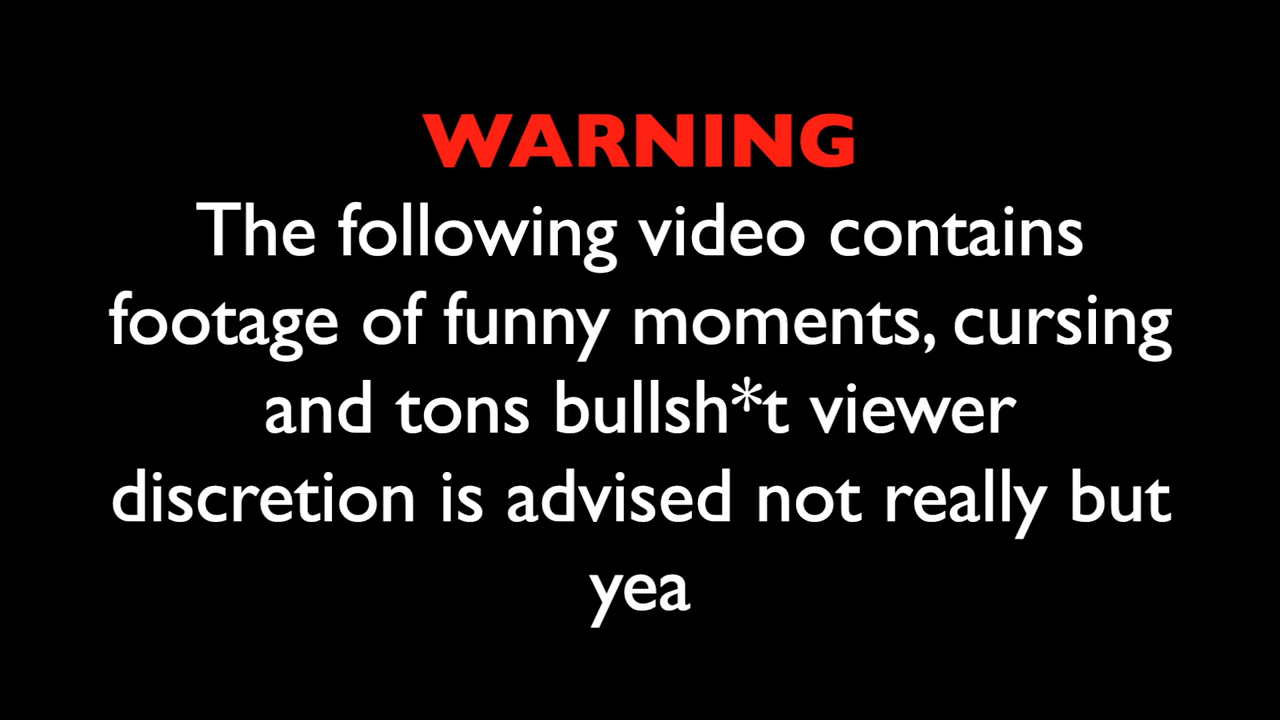 WARNING
The following video contains
footage of funny moments, cursing
and tons bullsh*t viewer
discretion is advised not really but
yea